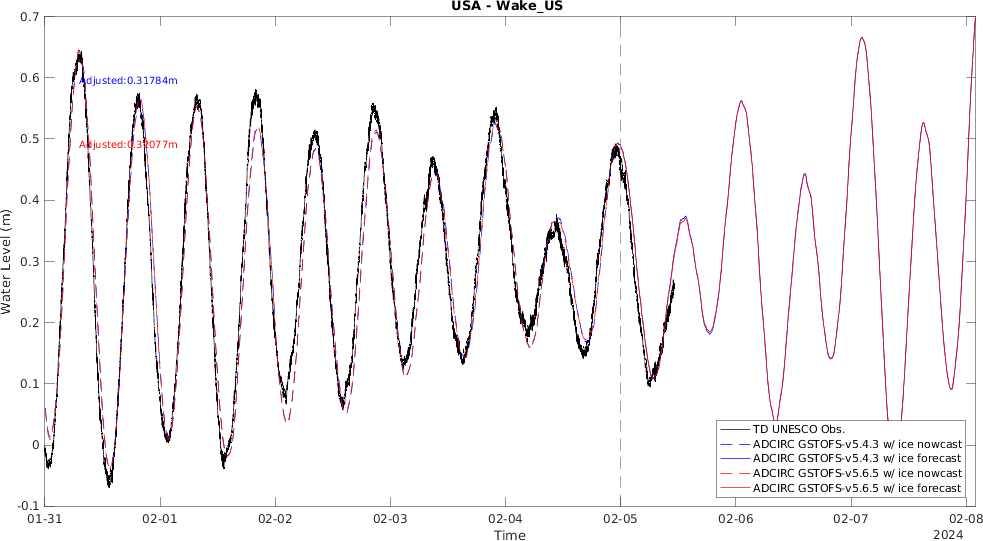 USA - Wake_US
0.7
0.6
0.5
0.4
0.3
0.2
0.1
0
-0.1
Water Level (m)
Adjusted:0.31784m
Adjusted:0.32077m
TD UNESCO Obs.
ADCIRC GSTOFS-v5.4.3 w/ ice nowcast
ADCIRC GSTOFS-v5.4.3 w/ ice forecast
ADCIRC GSTOFS-v5.6.5 w/ ice nowcast
ADCIRC GSTOFS-v5.6.5 w/ ice forecast
01-31 02-01 02-02 02-03 02-04 02-05 02-06 02-07 02-08
Time
2024